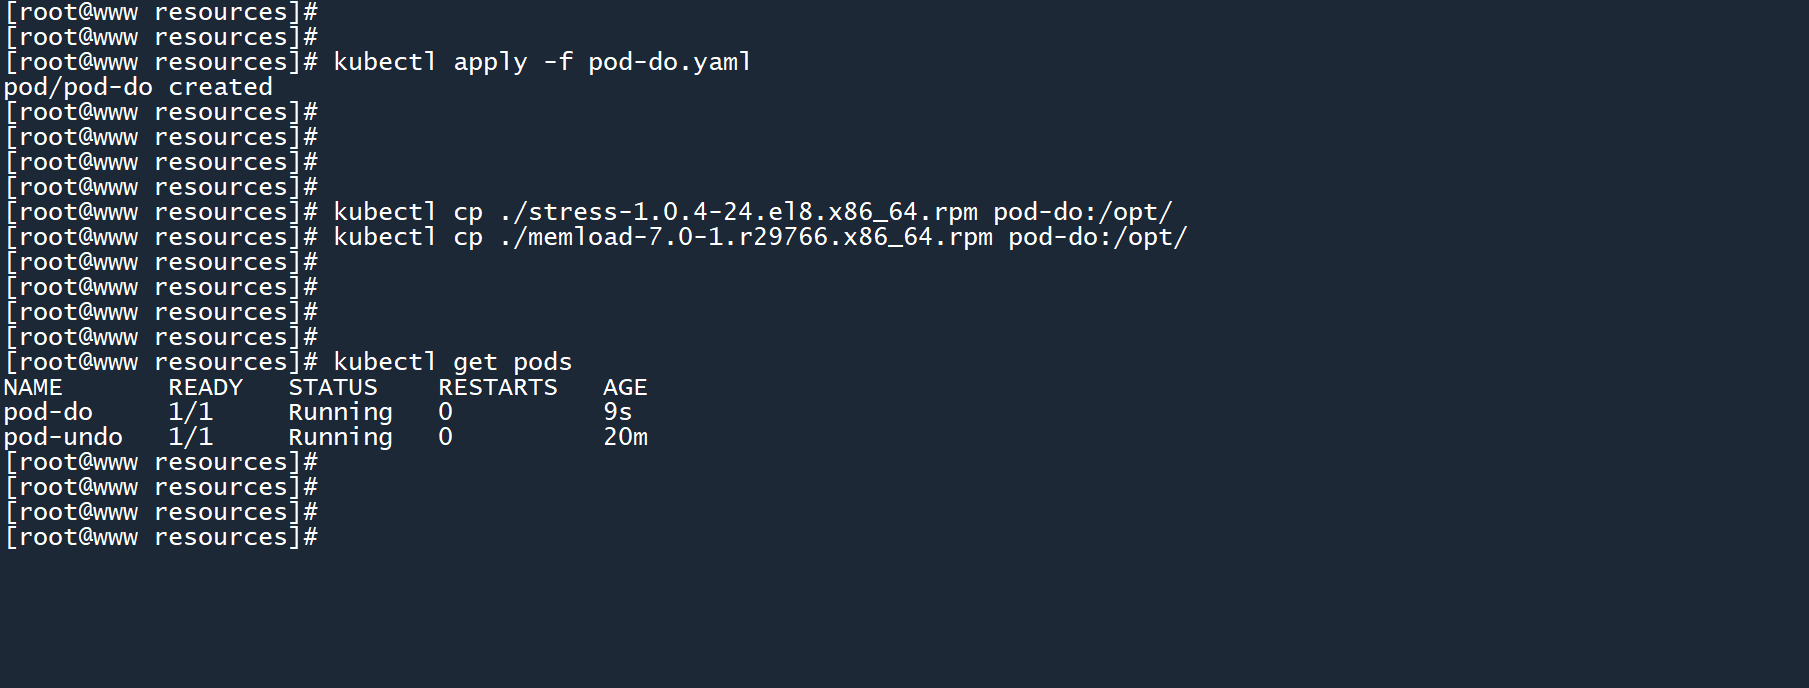 [root@www resources]#
[root@www resources]#
[root@www resources]# kubectl apply -f pod-do.yaml
pod/pod-do created
[root@www resources]#
[root@www resources]#
[root@www resources]#
[root@www resources]#
[root@www resources]# kubectl cp ./stress-1.0.4-24.el8.x86_64.rpm pod-do:/opt/
[root@www resources]# kubectl cp ./memload-7.0-1.r29766.x86_64.rpm pod-do:/opt/
[root@www resources]#
[root@www resources]#
[root@www resources]#
[root@www resources]#
[root@www resources]# kubectl get pods
NAME       READY   STATUS    RESTARTS   AGE
pod-do     1/1     Running   0          9s
pod-undo   1/1     Running   0          20m
[root@www resources]#
[root@www resources]#
[root@www resources]#
[root@www resources]#